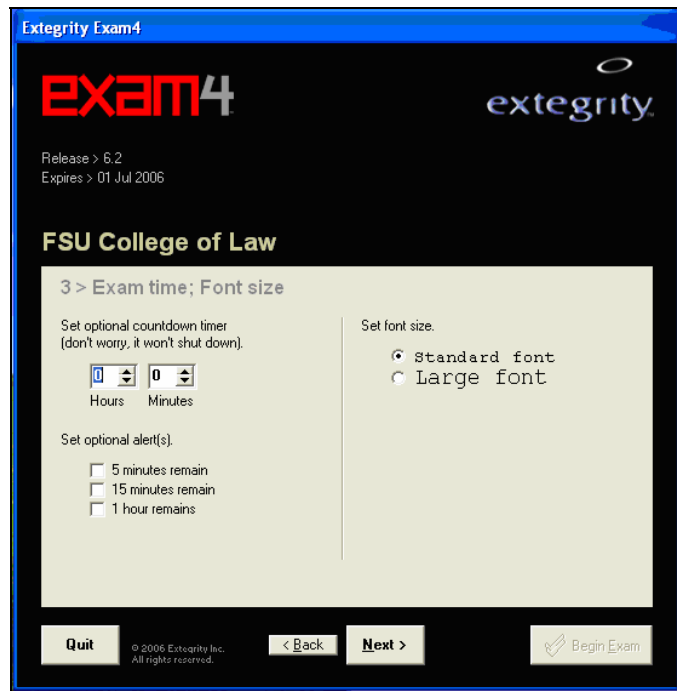 Extegrity Exam4
exam4
extegrity™
Release > 6.2
Expires > 01 Jul 2006
FSU College of Law
3 > Exam time; Font size
Set optional countdown timer
(don't worry, it won't shut down).
0 0
Hours Minutes
Set optional alert(s).
5 minutes remain
15 minutes remain
1 hour remains
Set font size.
Standard font
Large font
Quit
© 2006 Extegrity Inc.
All rights reserved.
< Back
Next >
Begin Exam